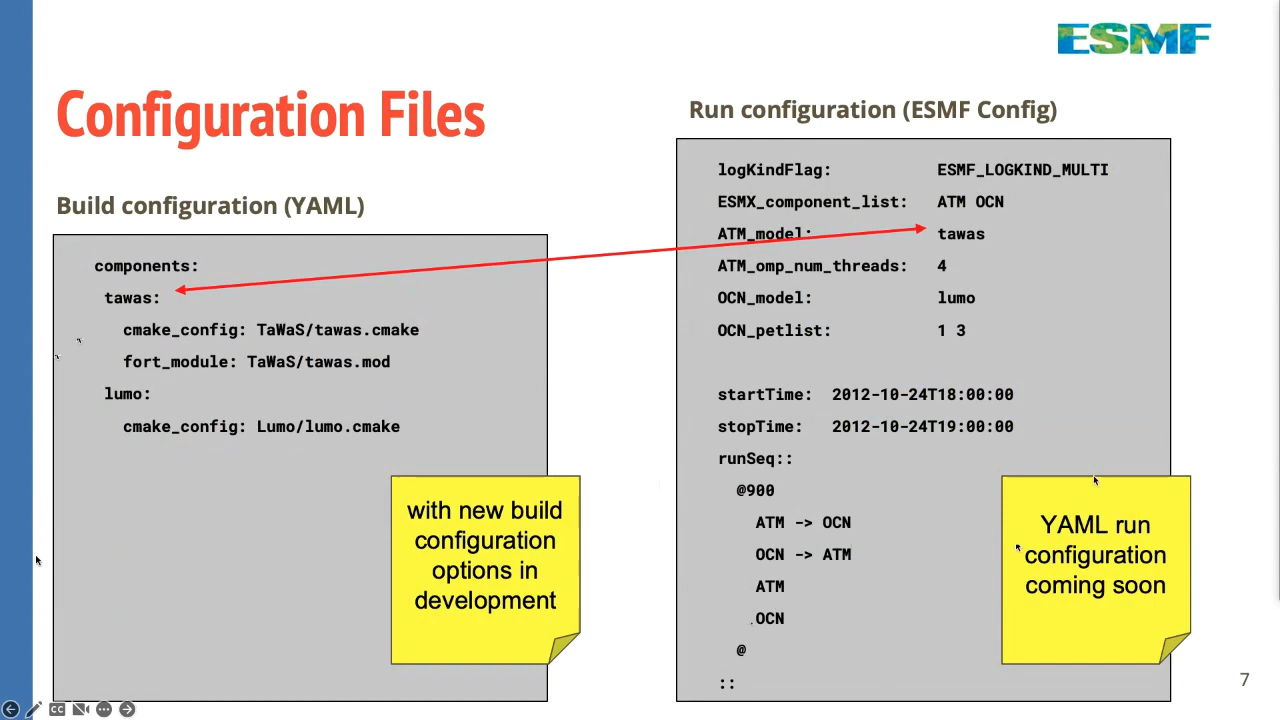 ESMF
Configuration Files
Build configuration (YAML)
components:
tawas:
cmake_config: TaWaS/tawas.cmake
fort_module: TaWaS/tawas.mod
lumo:
cmake_config: Lumo/lumo.cmake
with new build
configuration
options in
development
Run configuration (ESMF Config)
logKindFlag: ESMF_LOGKIND_MULTI
ESMX_component_list: ATM OCN
ATM_model: tawas
ATM_omp_num_threads: 4
OCN_model: lumo
OCN_petlist: 1 3
startTime: 2012-10-24T18:00:00
stopTime: 2012-10-24T19:00:00
runSeq::
@900
ATM -> OCN
OCN -> ATM
ATM
OCN
@
::
YAML run
configuration
coming soon
7
CC